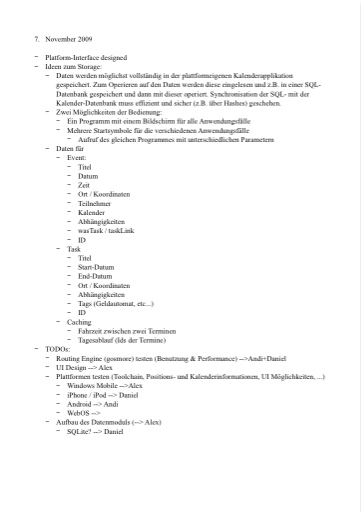 7. November 2009
– Platform-Interface designed
– Ideen zum Storage:
– Daten werden möglichst vollständig in der plattformeigenen Kalenderapplikation
gespeichert. Zum Operieren auf den Daten werden diese eingelesen und z.B. in einer SQL-
Datenbank gespeichert und dann mit dieser operiert. Synchronisation der SQL- mit der
Kalender-Datenbank muss effizient und sicher (z.B. über Hashes) geschehen.
– Zwei Möglichkeiten der Bedienung:
– Ein Programm mit einem Bildschirm für alle Anwendungsfälle
– Mehrere Startsymbole für die verschiedenen Anwendungsfälle
– Aufruf des gleichen Programmes mit unterschiedlichen Parametern
– Daten für
– Event:
– Titel
– Datum
– Zeit
– Ort / Koordinaten
– Teilnehmer
– Kalender
– Abhängigkeiten
– wasTask / taskLink
– ID
– Task
– Titel
– Start-Datum
– End-Datum
– Ort / Koordinaten
– Abhängigkeiten
– Tags (Geldautomat, etc...)
– ID
– Caching
– Fahrzeit zwischen zwei Terminen
– Tagesablauf (Ids der Termine)
– TODOs:
– Routing Engine (gosmore) testen (Benutzung & Performance) -->Andi+Daniel
– UI Design --> Alex
– Plattformen testen (Toolchain, Positions- und Kalenderinformationen, UI Möglichkeiten, ...)
– Windows Mobile -->Alex
– iPhone / iPod --> Daniel
– Android --> Andi
– WebOS -->
– Aufbau des Datenmoduls (--> Alex)
– SQLite? --> Daniel